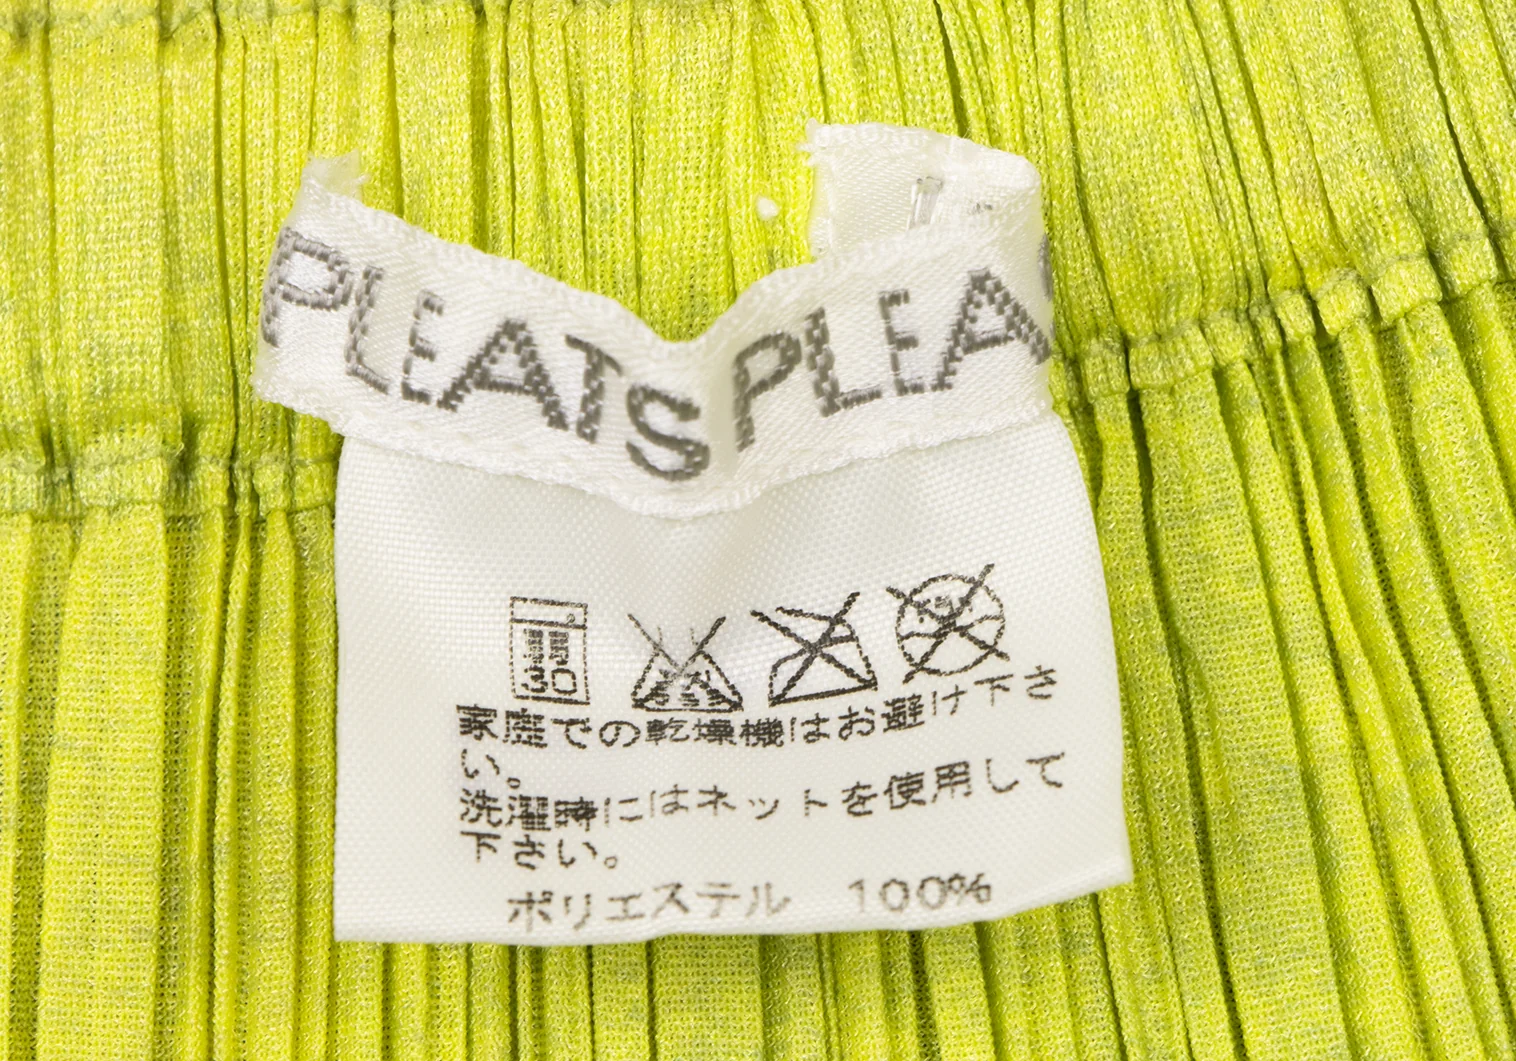 PLEATS PLEA
30
家庭での乾燥機はお避け下さ
い。
洗濯時にはネットを使用して
下さい。
ポリエステル 100%